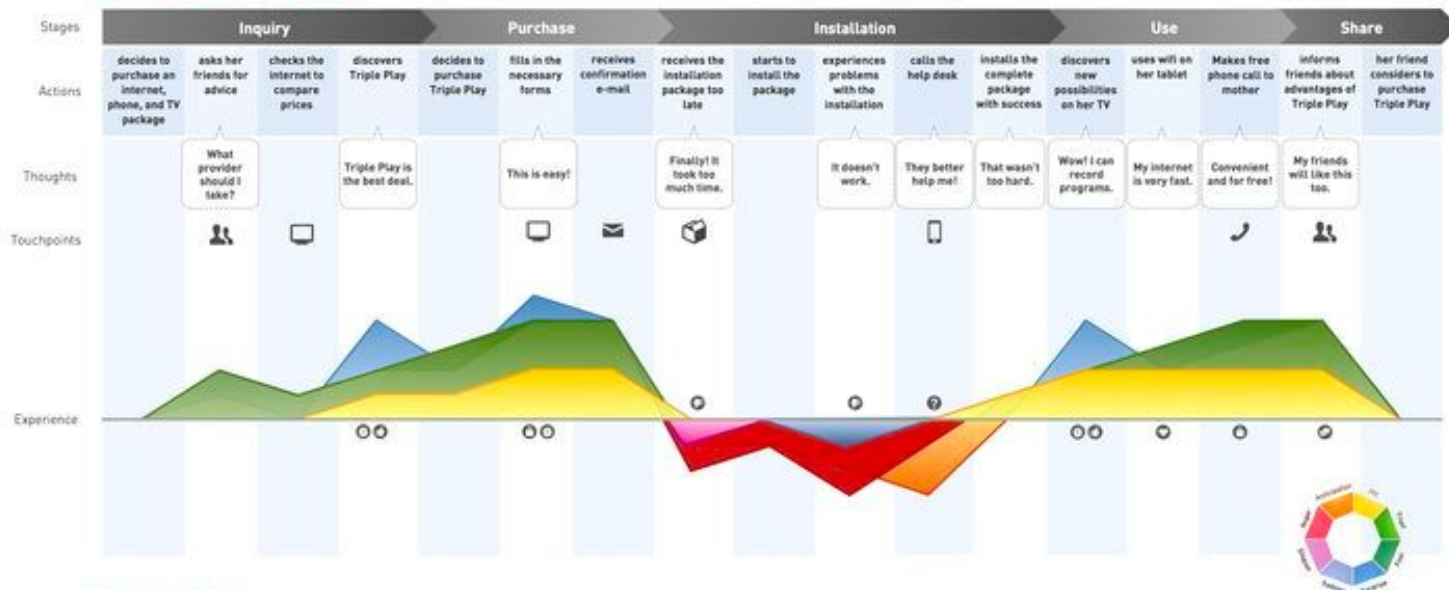 Stages
Inquiry
Purchase
Installation
Use
Share
Actions
decides to
purchase an
internet,
phone, and TV
package
asks her
friends for
advice
checks the
internet to
compare
prices
discovers
Triple Play
decides to
purchase
Triple Play
fills in the
necessary
forms
receives
confirmation
e-mail
receives the
installation
package too
late
starts to
install the
package
experiences
problems
with the
installation
calls the
help desk
installs the
complete
package
with success
discovers
new
possibilities
on her TV
uses wifi on
her tablet
Makes free
phone call to
mother
informs
friends about
advantages of
Triple Play
her friend
considers to
purchase
Triple Play
Thoughts
What
provider
should I
take?
Triple Play is
the best deal.
This is easy!
Finally! It
took too
much time.
It doesn't
work.
They better
help me!
That wasn't
too hard.
Wow! I can
record
programs.
My internet
is very fast.
Convenient
and for free!
My friends
will like this
too.
Touchpoints
Experience
Anticipation
Joy
Trust
Fear
Anger